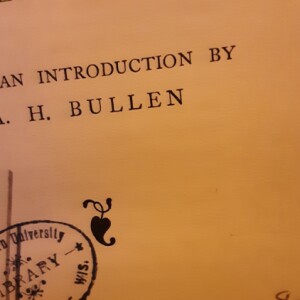 AN INTRODUCTION BY
A. H. BULLEN
University
LIBRARY
WIS.